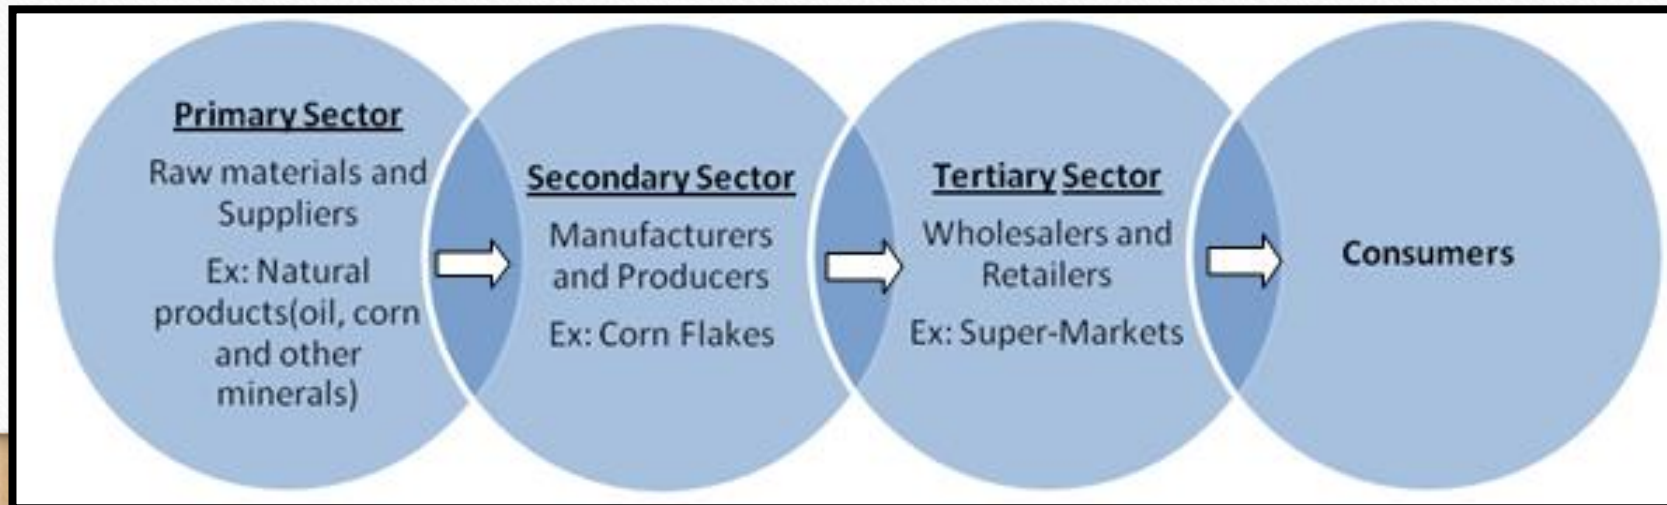 Primary Sector
Raw materials and
Suppliers
Ex: Natural
products(oil, corn
and other
minerals)
Secondary Sector
Manufacturers
and Producers
Ex: Corn Flakes
Tertiary Sector
Wholesalers and
Retailers
Ex: Super-Markets
Consumers